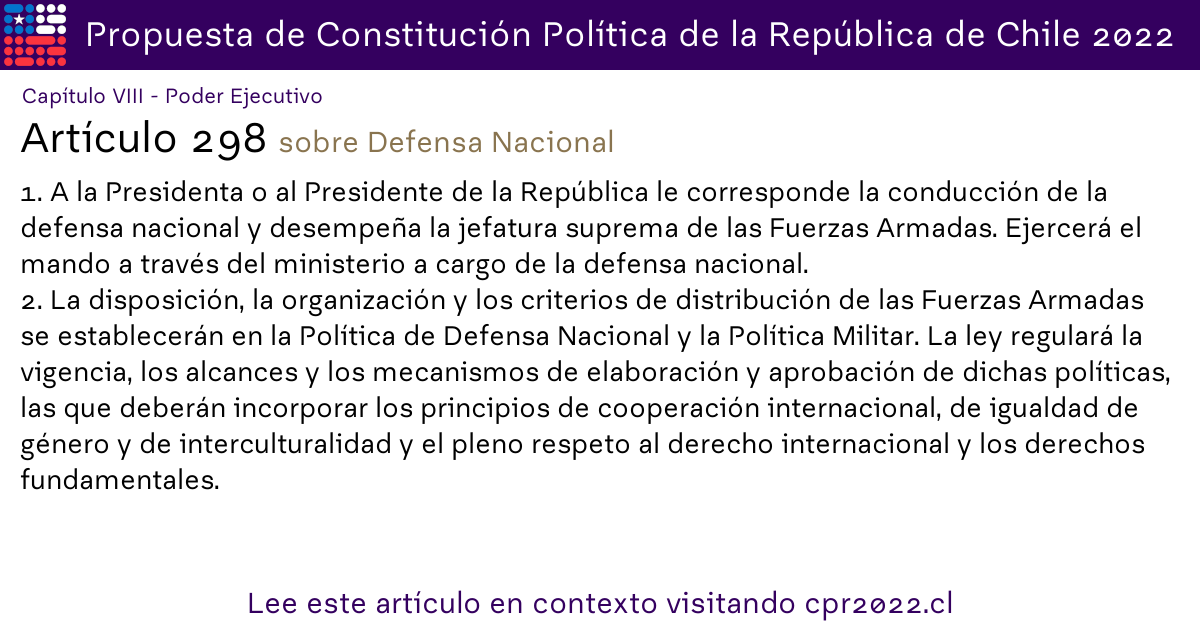 Propuesta de Constitución Política de la República de Chile 2022
Capítulo VIII - Poder Ejecutivo
Artículo 298 sobre Defensa Nacional
1. A la Presidenta o al Presidente de la República le corresponde la conducción de la
defensa nacional y desempeña la jefatura suprema de las Fuerzas Armadas. Ejercerá el
mando a través del ministerio a cargo de la defensa nacional.
2. La disposición, la organización y los criterios de distribución de las Fuerzas Armadas
se establecerán en la Política de Defensa Nacional y la Política Militar. La ley regulará la
vigencia, los alcances y los mecanismos de elaboración y aprobación de dichas políticas,
las que deberán incorporar los principios de cooperación internacional, de igualdad de
género y de interculturalidad y el pleno respeto al derecho internacional y los derechos
fundamentales.
Lee este artículo en contexto visitando cpr2022.cl